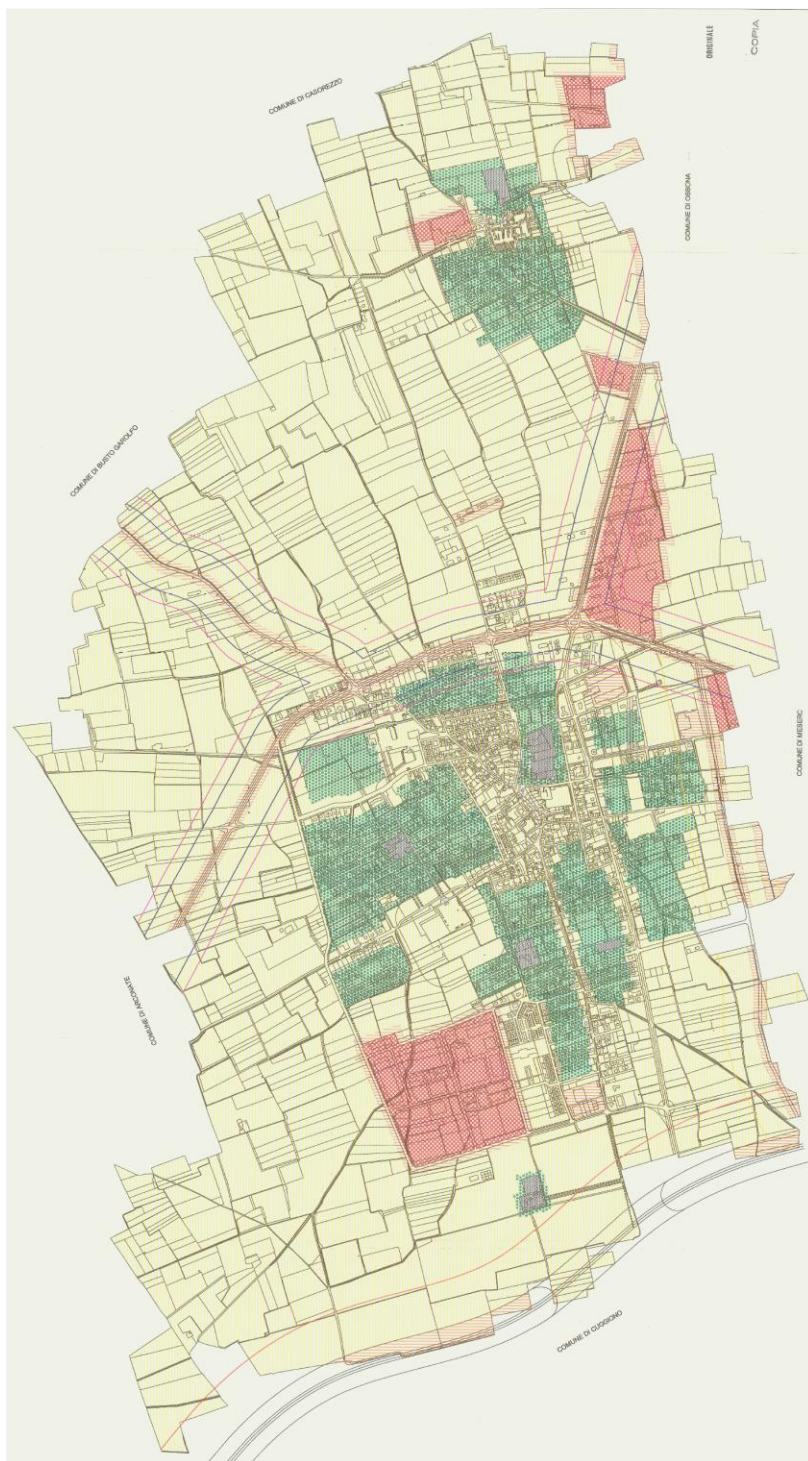 ORIGINALE
COPIA
COMUNE DI CASOREZZO
COMUNE DI OSSONA
COMUNE DI BUSTO GAROLFO
COMUNE DI MESERC
COMUNE DI ARCONATE
COMUNE DI CUGGIONO